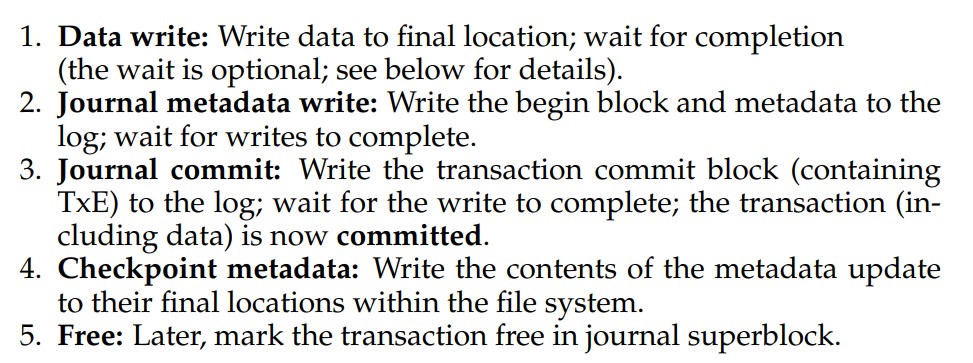 1. Data write: Write data to final location; wait for completion
(the wait is optional; see below for details).
2. Journal metadata write: Write the begin block and metadata to the
log; wait for writes to complete.
3. Journal commit: Write the transaction commit block (containing
TxE) to the log; wait for the write to complete; the transaction (in-
cluding data) is now committed.
4. Checkpoint metadata: Write the contents of the metadata update
to their final locations within the file system.
5. Free: Later, mark the transaction free in journal superblock.